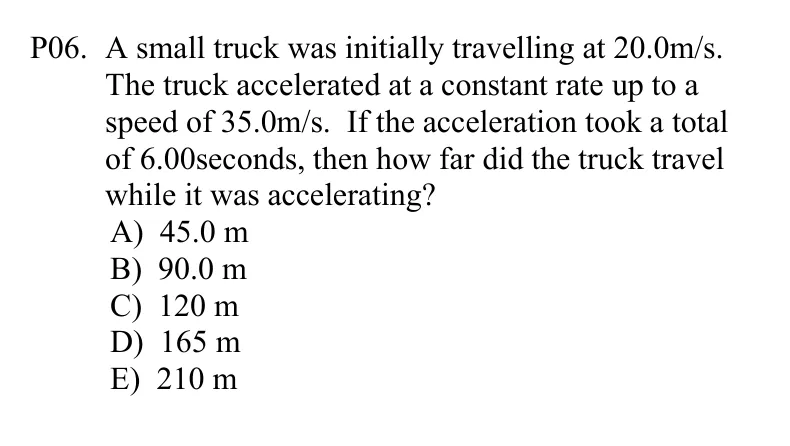 P06. A small truck was initially travelling at 20.0m/s.
The truck accelerated at a constant rate up to a
speed of 35.0m/s. If the acceleration took a total
of 6.00seconds, then how far did the truck travel
while it was accelerating?
A) 45.0 m
B) 90.0 m
C) 120 m
D) 165 m
E) 210 m